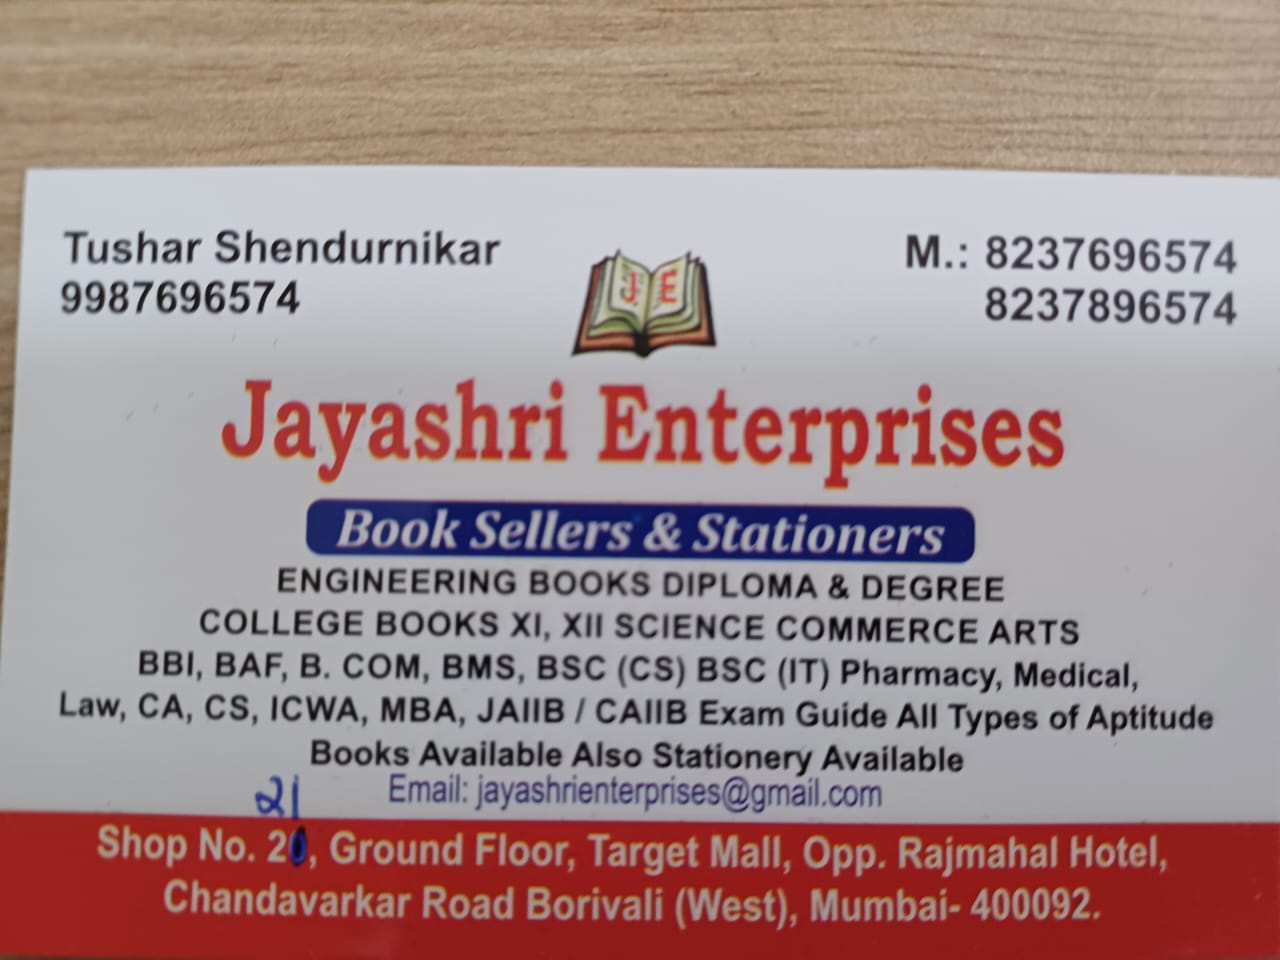 Tushar Shendurnikar
9987696574
M.: 8237696574
8237896574
J E
Jayashri Enterprises
Book Sellers & Stationers
ENGINEERING BOOKS DIPLOMA & DEGREE
COLLEGE BOOKS XI, XII SCIENCE COMMERCE ARTS
BBI, BAF, B. COM, BMS, BSC (CS) BSC (IT) Pharmacy, Medical,
Law, CA, CS, ICWA, MBA, JAIIB / CAIIB Exam Guide All Types of Aptitude
Books Available Also Stationery Available
Email: jayashrienterprises@gmail.com
21
Shop No. 20, Ground Floor, Target Mall, Opp. Rajmahal Hotel,
Chandavarkar Road Borivali (West), Mumbai- 400092.